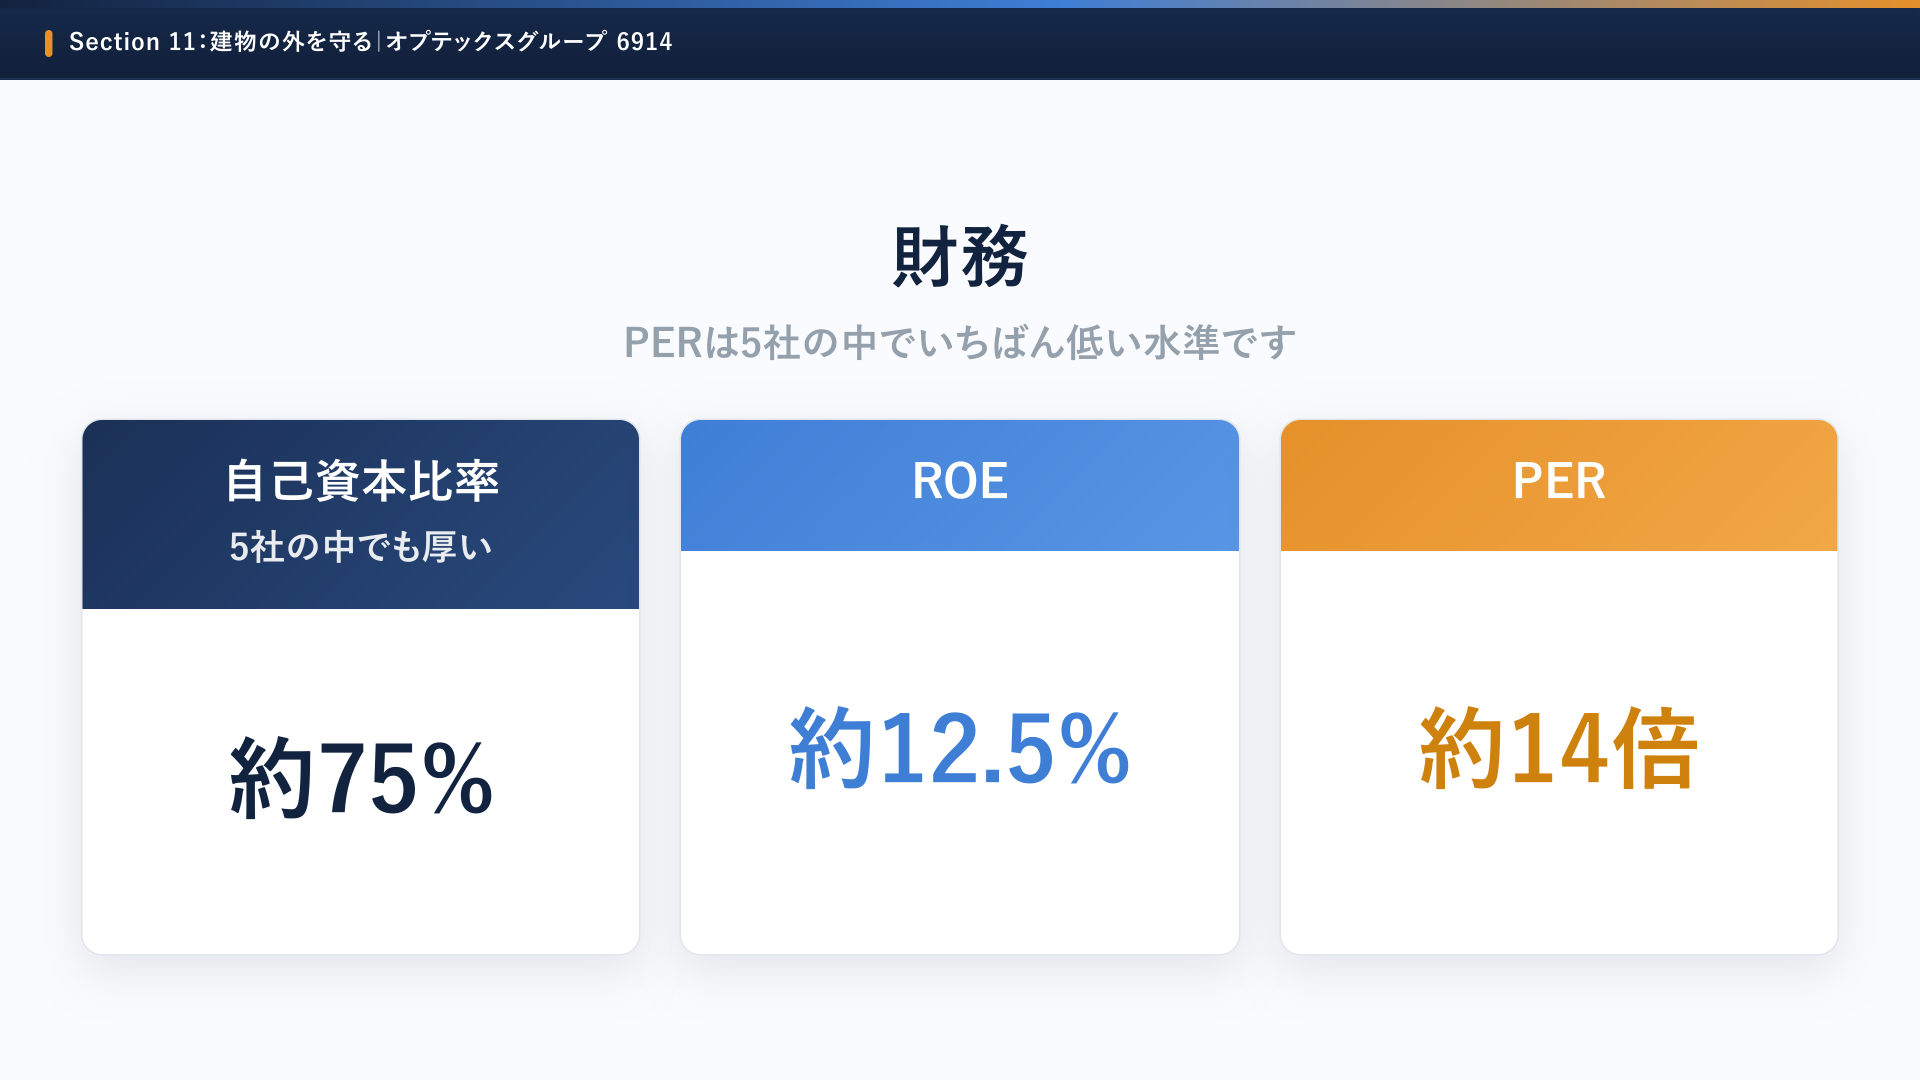 Section 11：建物の外を守る｜オプテックスグループ 6914
財務
PERは5社の中でいちばん低い水準です
自己資本比率
5社の中でも厚い
約75%
ROE
約12.5%
PER
約14倍